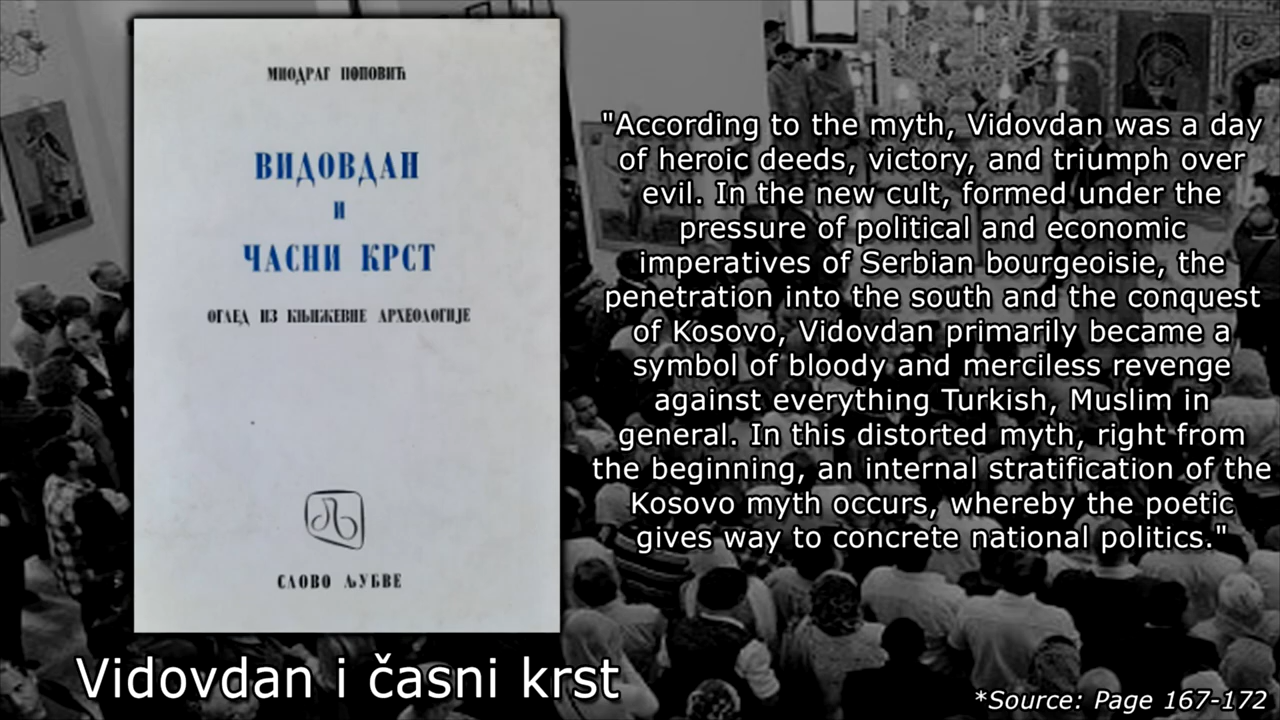 МИОДРАГ ПОПОВИЋ
ВИДОВДАН
И
ЧАСНИ КРСТ
ОГЛЕД ИЗ КЊИЖЕВНЕ АРХЕОЛОГИЈЕ
СЛОВО ЉУБВЕ
Vidovdan i časni krst
"According to the myth, Vidovdan was a day
of heroic deeds, victory, and triumph over
evil. In the new cult, formed under the
pressure of political and economic
imperatives of Serbian bourgeoisie, the
penetration into the south and the conquest
of Kosovo, Vidovdan primarily became a
symbol of bloody and merciless revenge
against everything Turkish, Muslim in
general. In this distorted myth, right from
the beginning, an internal stratification of the
Kosovo myth occurs, whereby the poetic
gives way to concrete national politics."
*Source: Page 167-172